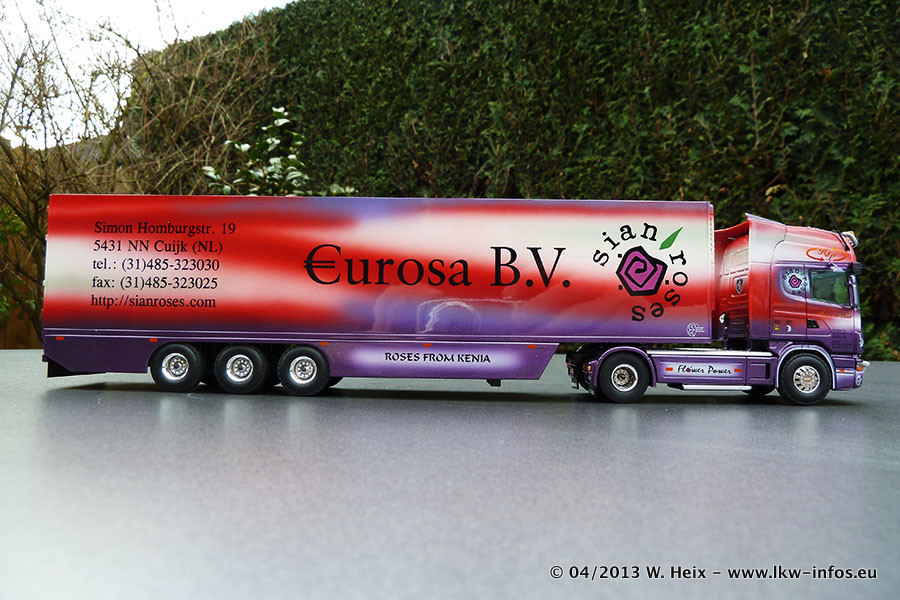 Simon Homburgstr. 19
5431 NN Cuijk (NL)
tel.: (31)485-323030
fax: (31)485-323025
http://sianroses.com
€urosa B.V.
sian roses
ROSES FROM KENIA
Flower Power
© 04/2013 W. Heix – www.lkw-infos.eu